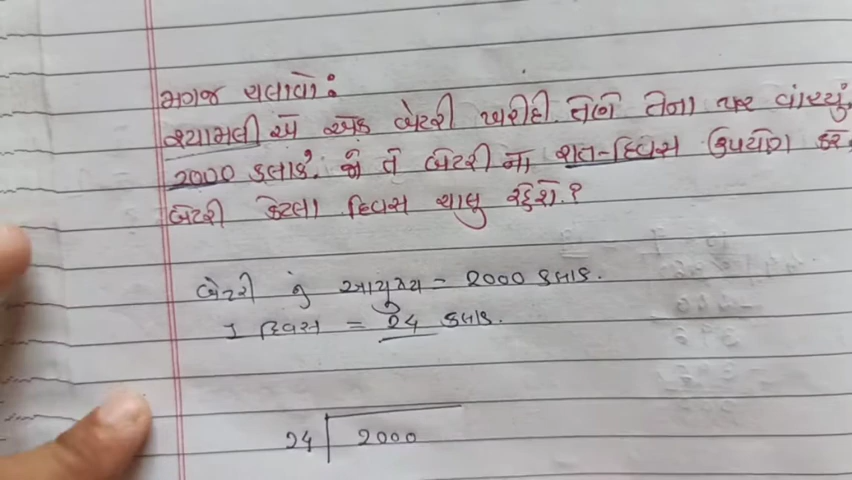 મગજ ચલાવો:
શ્યામલી એ એક બેટરી ખરીદી તેણે તેના પર વાંચ્યું,
2000 કલાક. જો તે બેટરી ના રાત-દિવસ ઉપયોગ કરે,
બેટરી કેટલા દિવસ ચાલુ રહેશે.?
બેટરી નું આયુષ્ય = 2000 કલાક.
1 દિવસ = 24 કલાક.
24 2000